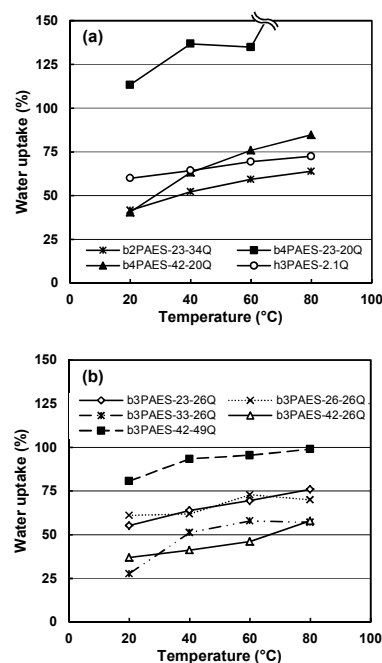 (a)
150
125
100
75
50
25
0
Water uptake (%)
b2PAES-23-34Q
b4PAES-23-20Q
b4PAES-42-20Q
h3PAES-2.1Q
0 20 40 60 80 100
Temperature (°C)
(b)
150
125
100
75
50
25
0
Water uptake (%)
b3PAES-23-26Q
b3PAES-26-26Q
b3PAES-33-26Q
b3PAES-42-26Q
b3PAES-42-49Q
0 20 40 60 80 100
Temperature (°C)